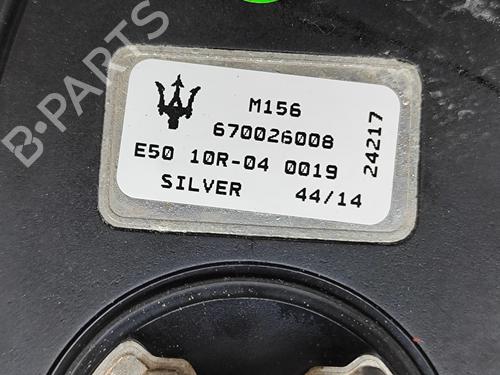 B-PARTS
M156
670026008
E50 10R-04 0019
SILVER 44/14
24217